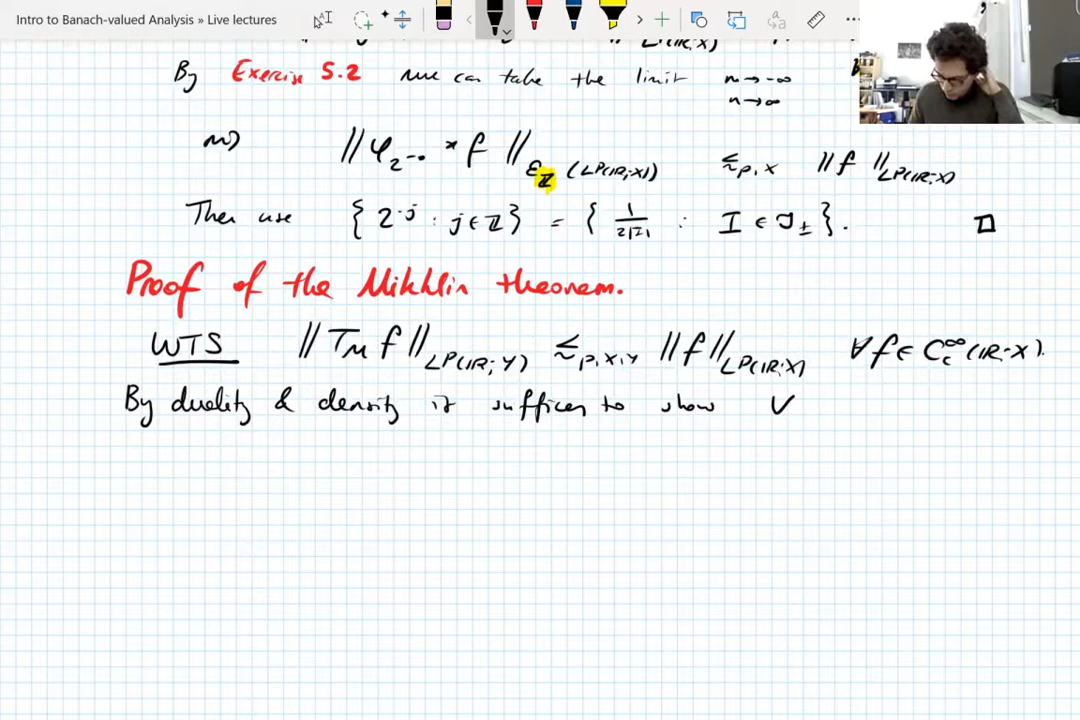 Intro to Banach-valued Analysis » Live lectures
By Exercise 5.2 we can take the limit m → -∞
n → ∞
⇝ ‖ φ_{2^{-•}} * f ‖_{ε_ℤ (L^p(ℝ;X))} ≲_{p,X} ‖ f ‖_{L^p(ℝ;X)}
Then use { 2^{-j} : j ∈ ℤ } = { 1/(2|I|) : I ∈ 𝒥_± }. □
Proof of the Mikhlin theorem.
WTS ‖ T_m f ‖_{L^p(ℝ;Y)} ≲_{p,X,Y} ‖ f ‖_{L^p(ℝ;X)} ∀ f ∈ C_c^∞(ℝ;X).
By duality & density it suffices to show ∨